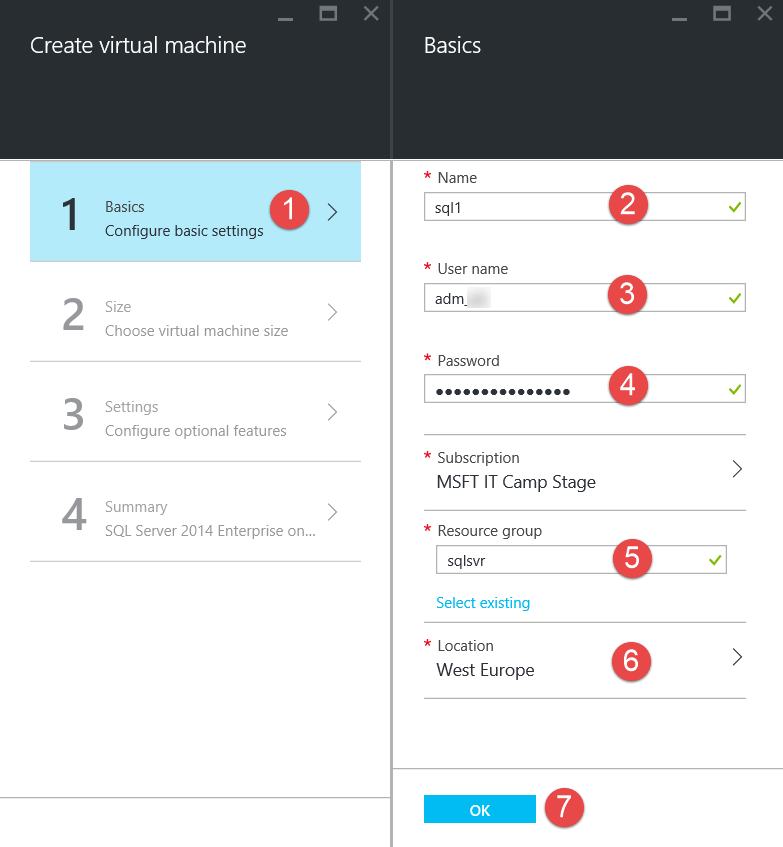 Create virtual machine
1
Basics
Configure basic settings
1
2
Size
Choose virtual machine size
3
Settings
Configure optional features
4
Summary
SQL Server 2014 Enterprise on...
Basics
* Name
sql1
2
* User name
adm_
3
* Password
•••••••••••••••
4
* Subscription
MSFT IT Camp Stage
* Resource group
sqlsvr
5
Select existing
* Location
West Europe
6
OK
7